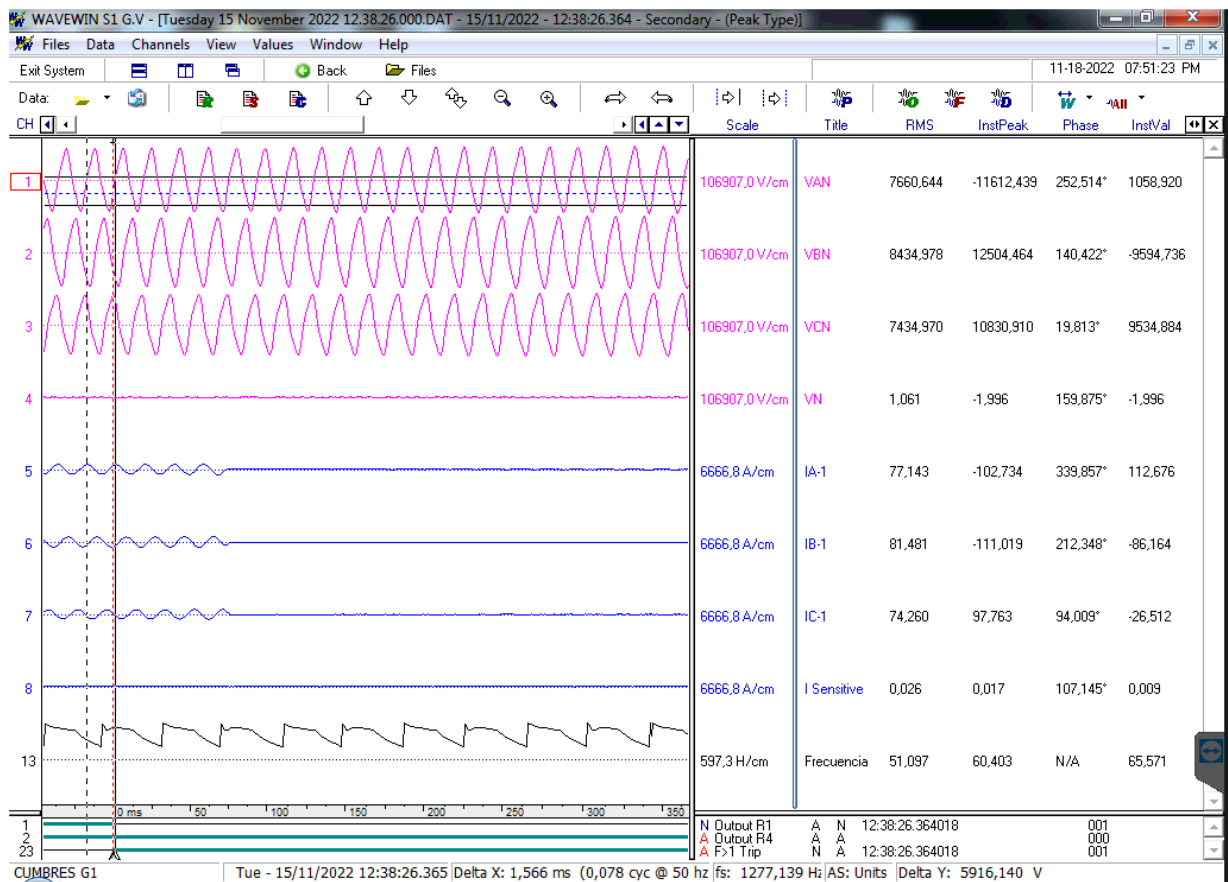 WAVEWIN S1 G.V - [Tuesday 15 November 2022 12.38.26.000.DAT - 15/11/2022 - 12:38:26.364 - Secondary - (Peak Type)]
Files Data Channels View Values Window Help
Exit System Back Files 11-18-2022 07:51:23 PM
Data: P O F D W All
CH Scale Title RMS InstPeak Phase InstVal
1 106907,0 V/cm VAN 7660,644 -11612,439 252,514° 1058,920
2 106907,0 V/cm VBN 8434,978 12504,464 140,422° -9594,736
3 106907,0 V/cm VCN 7434,970 10830,910 19,813° 9534,884
4 106907,0 V/cm VN 1,061 -1,996 159,875° -1,996
5 6666,8 A/cm IA-1 77,143 -102,734 339,857° 112,676
6 6666,8 A/cm IB-1 81,481 -111,019 212,348° -86,164
7 6666,8 A/cm IC-1 74,260 97,763 94,009° -26,512
8 6666,8 A/cm I Sensitive 0,026 0,017 107,145° 0,009
13 597,3 H/cm Frecuencia 51,097 60,403 N/A 65,571
0 ms 50 100 150 200 250 300 350
1 N Output R1 A N 12:38:26.364018 001
2 A Output R4 A A 000
23 A F>1 Trip N A 12:38:26.364018 001
CUMBRES G1 Tue - 15/11/2022 12:38:26.365 Delta X: 1,566 ms (0,078 cyc @ 50 hz fs: 1277,139 Hz AS: Units Delta Y: 5916,140 V